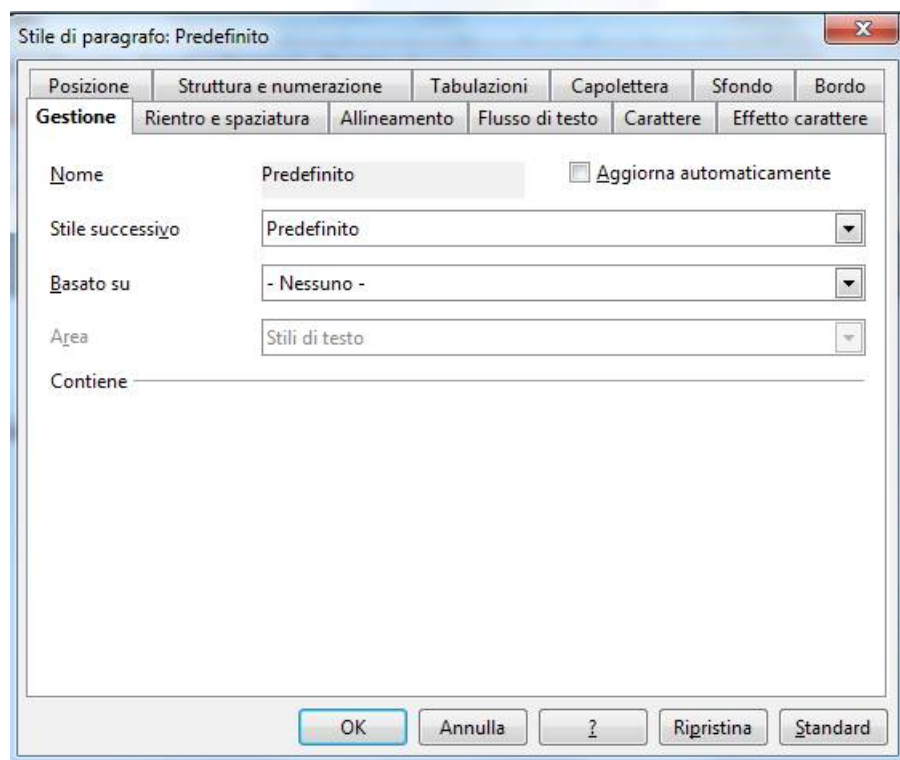 Stile di paragrafo: Predefinito
Posizione Struttura e numerazione Tabulazioni Capolettera Sfondo Bordo
Gestione Rientro e spaziatura Allineamento Flusso di testo Carattere Effetto carattere
Nome Predefinito Aggiorna automaticamente
Stile successivo Predefinito
Basato su - Nessuno -
Area Stili di testo
Contiene
OK Annulla ? Ripristina Standard